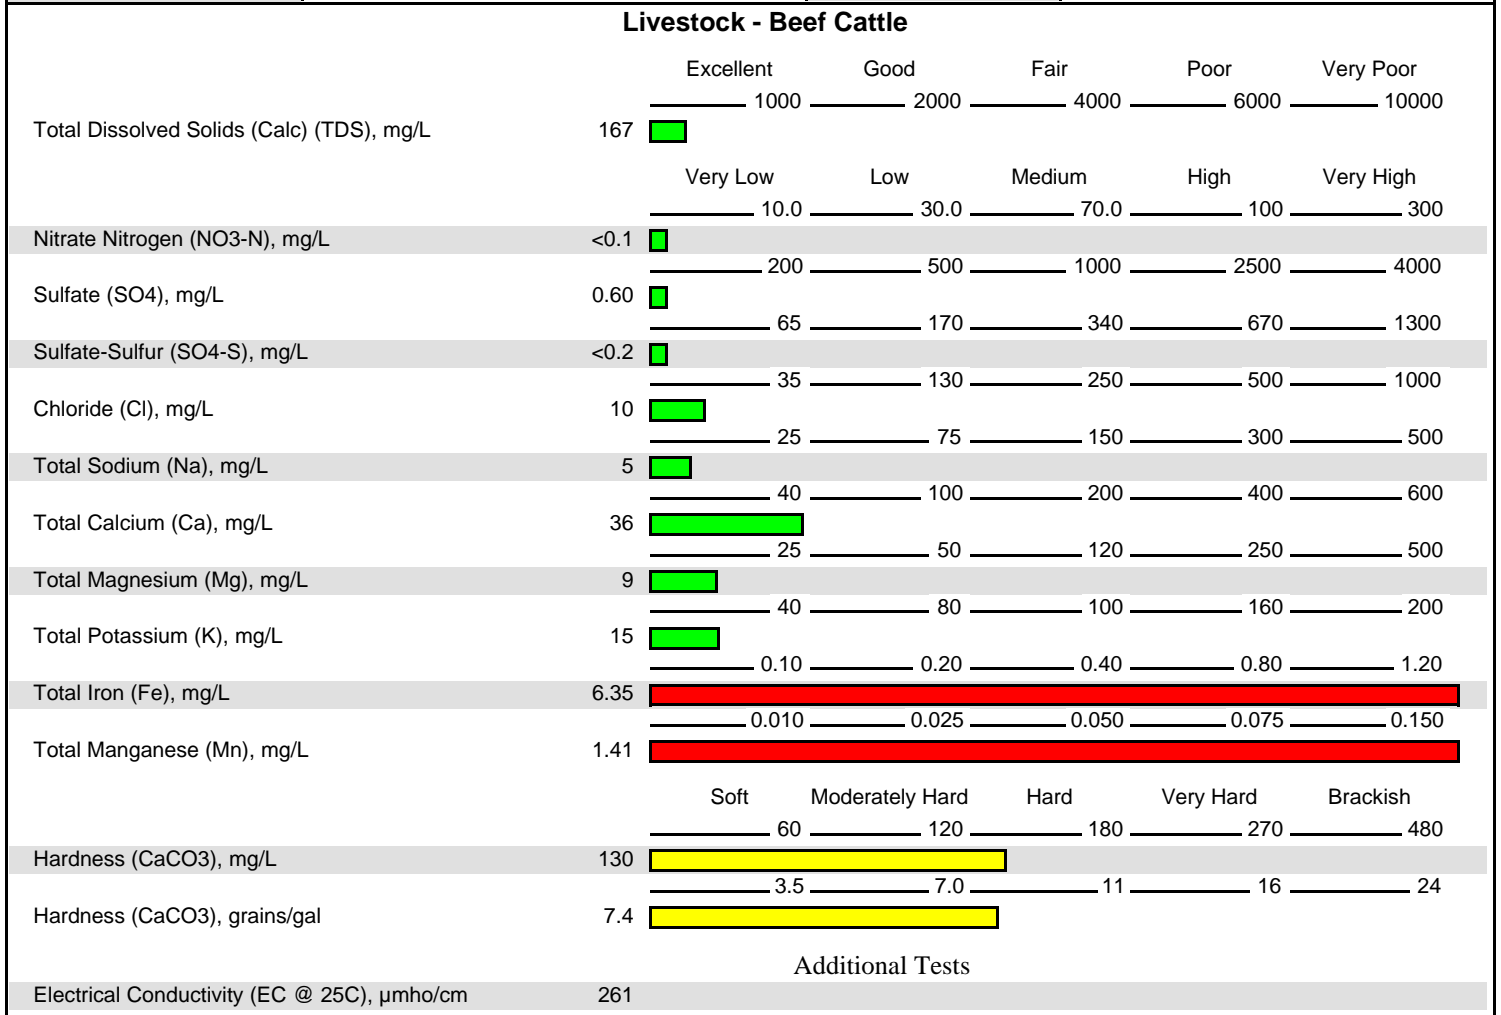 Livestock - Beef Cattle
Excellent Good Fair Poor Very Poor
1000 2000 4000 6000 10000
Total Dissolved Solids (Calc) (TDS), mg/L 167
Very Low Low Medium High Very High
10.0 30.0 70.0 100 300
Nitrate Nitrogen (NO3-N), mg/L <0.1
200 500 1000 2500 4000
Sulfate (SO4), mg/L 0.60
65 170 340 670 1300
Sulfate-Sulfur (SO4-S), mg/L <0.2
35 130 250 500 1000
Chloride (Cl), mg/L 10
25 75 150 300 500
Total Sodium (Na), mg/L 5
40 100 200 400 600
Total Calcium (Ca), mg/L 36
25 50 120 250 500
Total Magnesium (Mg), mg/L 9
40 80 100 160 200
Total Potassium (K), mg/L 15
0.10 0.20 0.40 0.80 1.20
Total Iron (Fe), mg/L 6.35
0.010 0.025 0.050 0.075 0.150
Total Manganese (Mn), mg/L 1.41
Soft Moderately Hard Hard Very Hard Brackish
60 120 180 270 480
Hardness (CaCO3), mg/L 130
3.5 7.0 11 16 24
Hardness (CaCO3), grains/gal 7.4
Additional Tests
Electrical Conductivity (EC @ 25C), µmho/cm 261